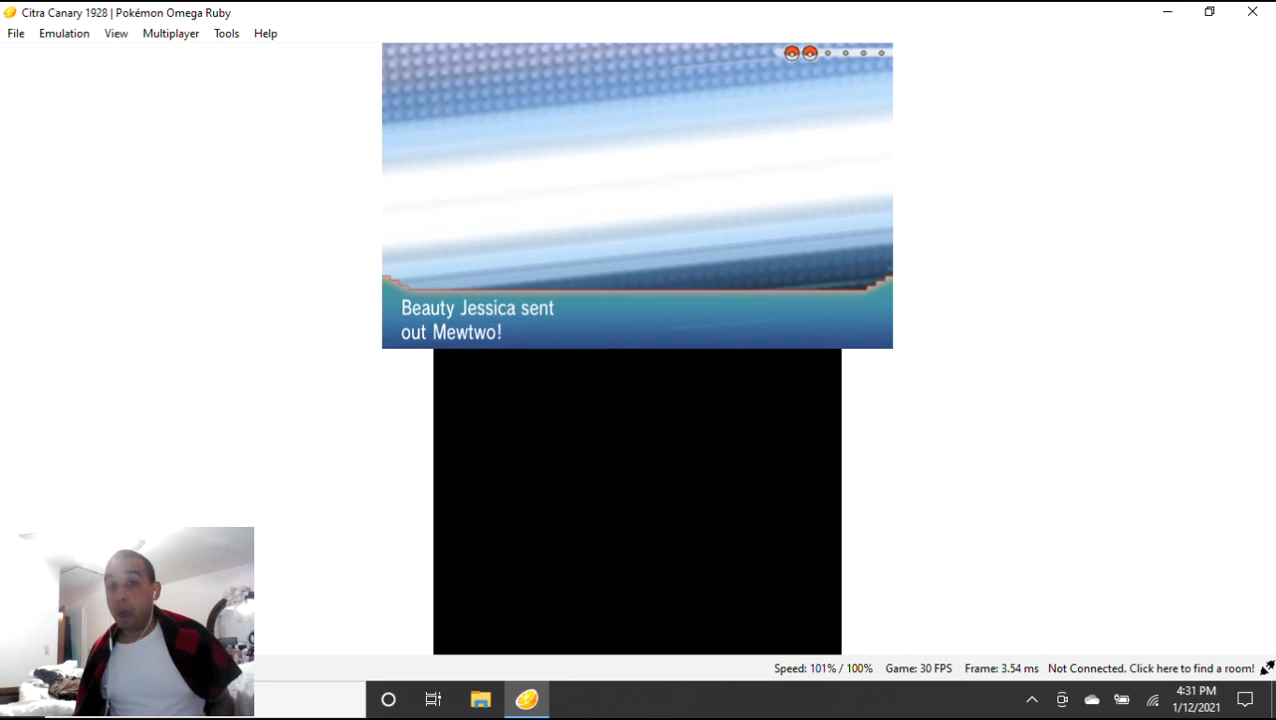 Citra Canary 1928 | Pokémon Omega Ruby
File Emulation View Multiplayer Tools Help
Beauty Jessica sent
out Mewtwo!
Speed: 101% / 100% Game: 30 FPS Frame: 3.54 ms Not Connected. Click here to find a room!
4:31 PM
1/12/2021